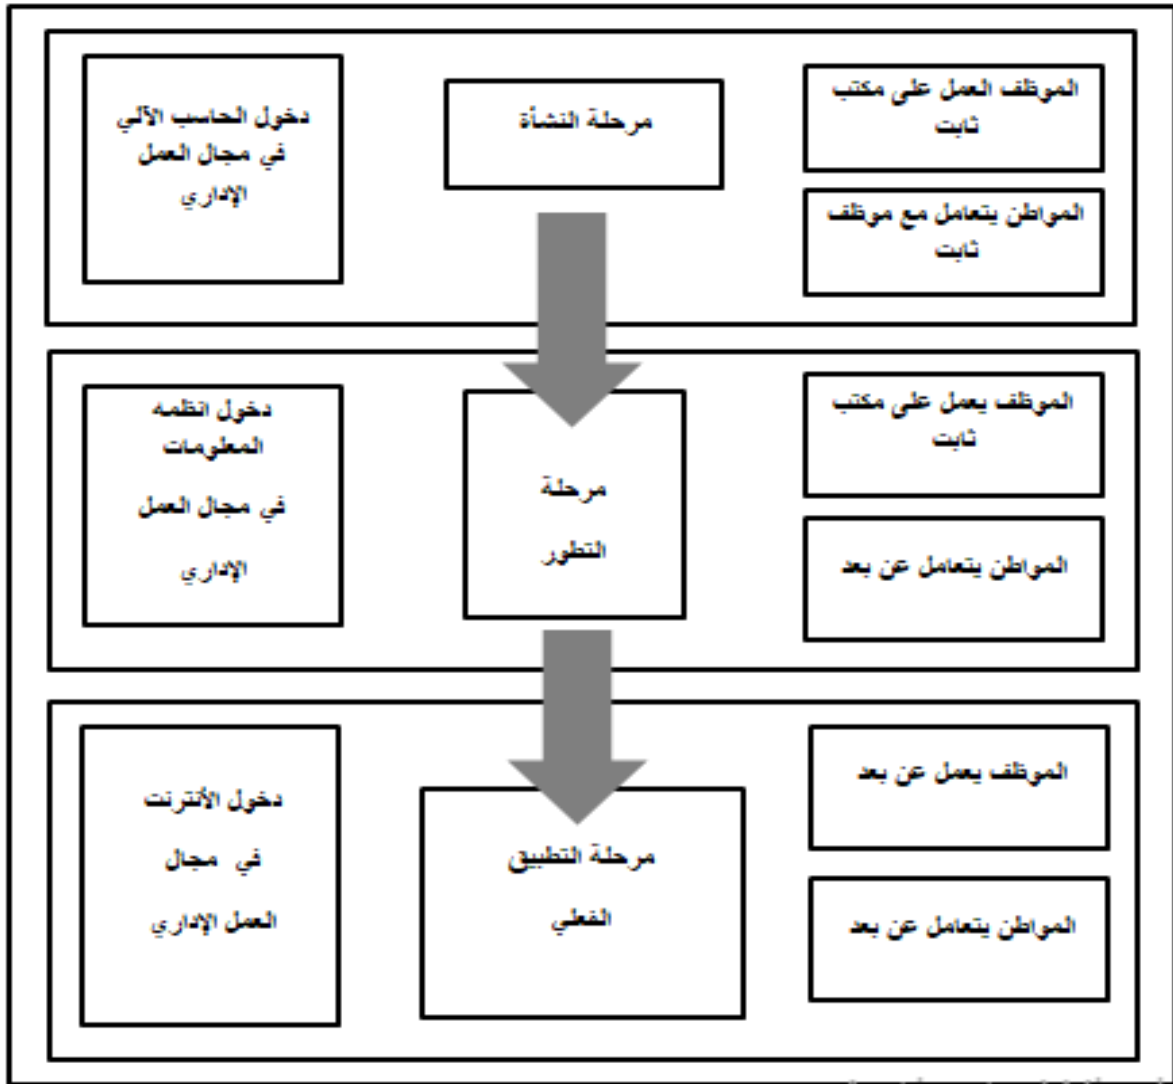 الموظف العمل على مكتب
ثابت
المواطن يتعامل مع موظف
ثابت
مرحلة النشأة
دخول الحاسب الآلي
في مجال العمل
الإداري
الموظف يعمل على مكتب
ثابت
المواطن يتعامل عن بعد
مرحلة
التطور
دخول انظمه
المعلومات
في مجال العمل
الإداري
الموظف يعمل عن بعد
المواطن يتعامل عن بعد
مرحلة التطبيق
الفعلي
دخول الأنترنت
في مجال
العمل الإداري